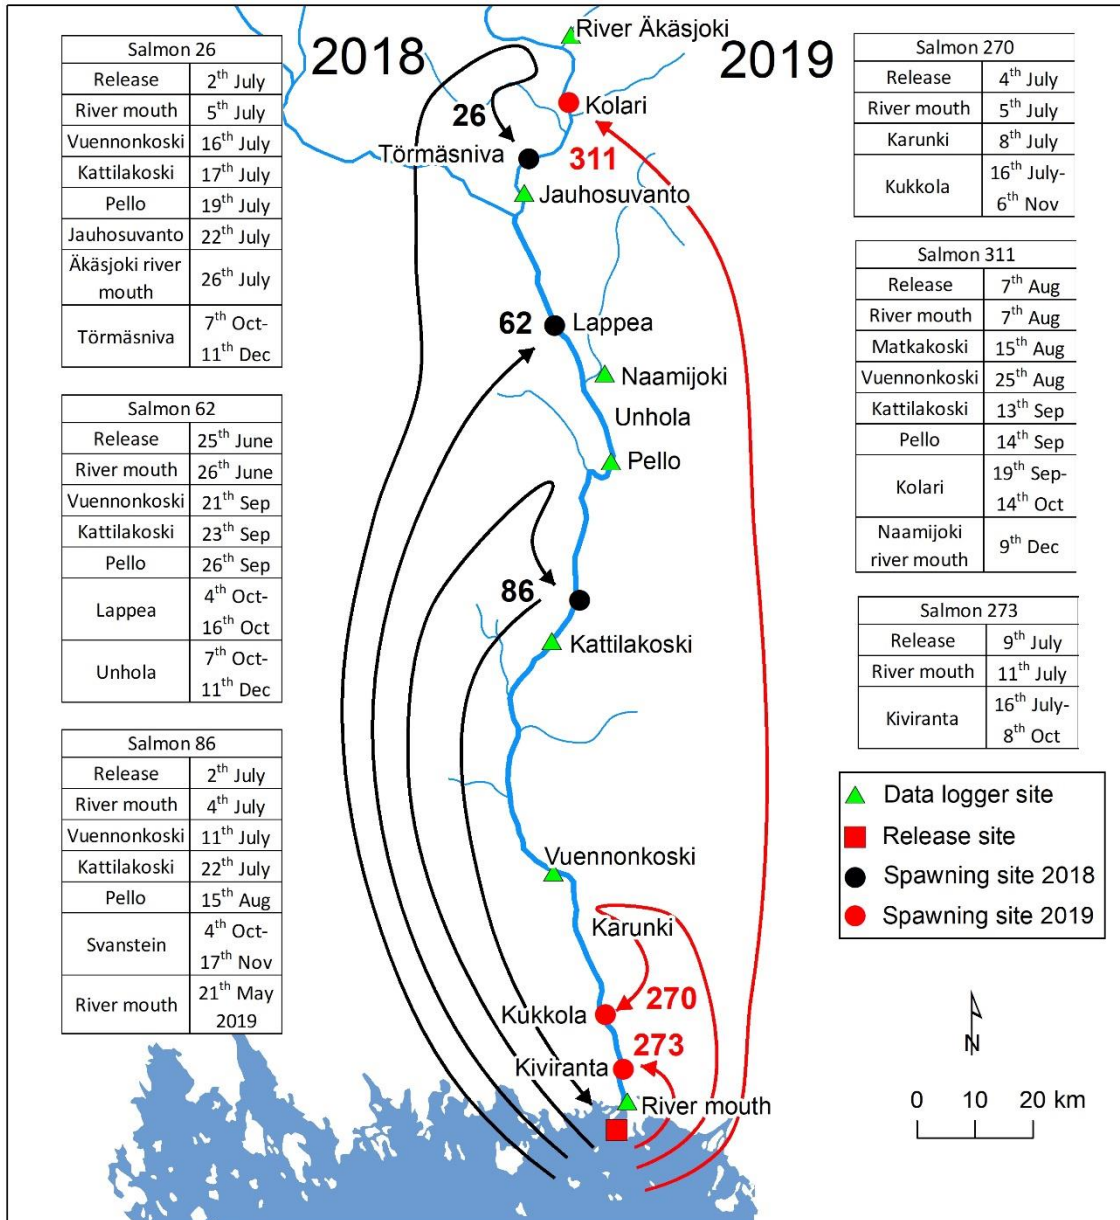 2018
2019
Salmon 26
Release 2th July
River mouth 5th July
Vuennonkoski 16th July
Kattilakoski 17th July
Pello 19th July
Jauhosuvanto 22th July
Äkäsjoki river
mouth 26th July
Törmäsniva 7th Oct-
11th Dec
Salmon 62
Release 25th June
River mouth 26th June
Vuennonkoski 21th Sep
Kattilakoski 23th Sep
Pello 26th Sep
Lappea 4th Oct-
16th Oct
Unhola 7th Oct-
11th Dec
Salmon 86
Release 2th July
River mouth 4th July
Vuennonkoski 11th July
Kattilakoski 22th July
Pello 15th Aug
Svanstein 4th Oct-
17th Nov
River mouth 21th May
2019
River Äkäsjoki
26
Kolari
Törmäsniva
311
Jauhosuvanto
62
Lappea
Naamijoki
Unhola
Pello
86
Kattilakoski
Vuennonkoski
Karunki
270
Kukkola
273
Kiviranta
River mouth
Salmon 270
Release 4th July
River mouth 5th July
Karunki 8th July
Kukkola 16th July-
6th Nov
Salmon 311
Release 7th Aug
River mouth 7th Aug
Matkakoski 15th Aug
Vuennonkoski 25th Aug
Kattilakoski 13th Sep
Pello 14th Sep
Kolari 19th Sep-
14th Oct
Naamijoki
river mouth 9th Dec
Salmon 273
Release 9th July
River mouth 11th July
Kiviranta 16th July-
8th Oct
Data logger site
Release site
Spawning site 2018
Spawning site 2019
N
0 10 20 km